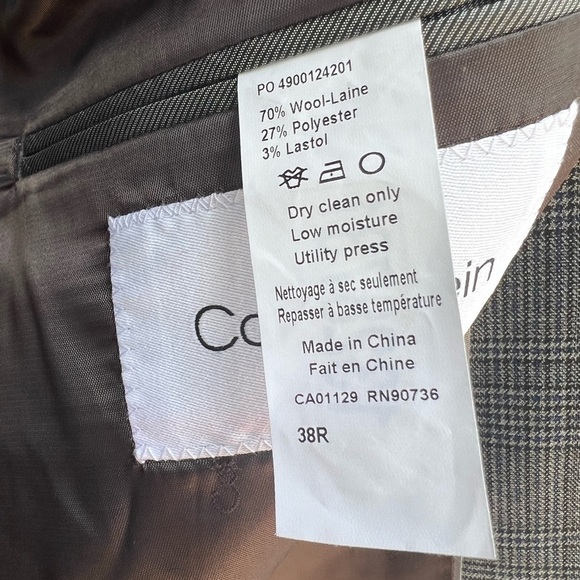 PO 4900124201
70% Wool-Laine
27% Polyester
3% Lastol
Dry clean only
Low moisture
Utility press
Nettoyage à sec seulement
Repasser à basse température
Made in China
Fait en Chine
CA01129 RN90736
38R